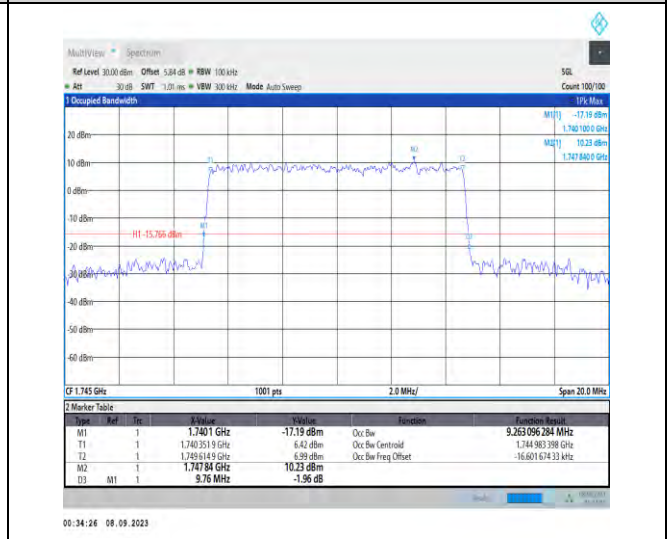 MultiView Spectrum
Ref Level 30.00 dBm Offset 5.84 dB RBW 100 kHz SGL
Att 30 dB SWT 1.01 ms VBW 300 kHz Mode Auto Sweep Count 100/100
1 Occupied Bandwidth 1Pk Max
M1[1] -17.19 dBm
1.740 100 0 GHz
M2[1] 10.23 dBm
1.747 840 0 GHz
20 dBm
M2
T1 T2
10 dBm
0 dBm
-10 dBm
M1
H1 -15.766 dBm
-20 dBm
-30 dBm
-40 dBm
-50 dBm
-60 dBm
CF 1.745 GHz 1001 pts 2.0 MHz/ Span 20.0 MHz
2 Marker Table
Type Ref Trc X-Value Y-Value Function Function Result
M1 1 1.7401 GHz -17.19 dBm Occ Bw 9.263 096 284 MHz
T1 1 1.740 351 9 GHz 6.42 dBm Occ Bw Centroid 1.744 983 398 GHz
T2 1 1.749 614 9 GHz 6.99 dBm Occ Bw Freq Offset -16.601 674 33 kHz
M2 1 1.747 84 GHz 10.23 dBm
D3 M1 1 9.76 MHz -1.96 dB
00:34:26 08.09.2023